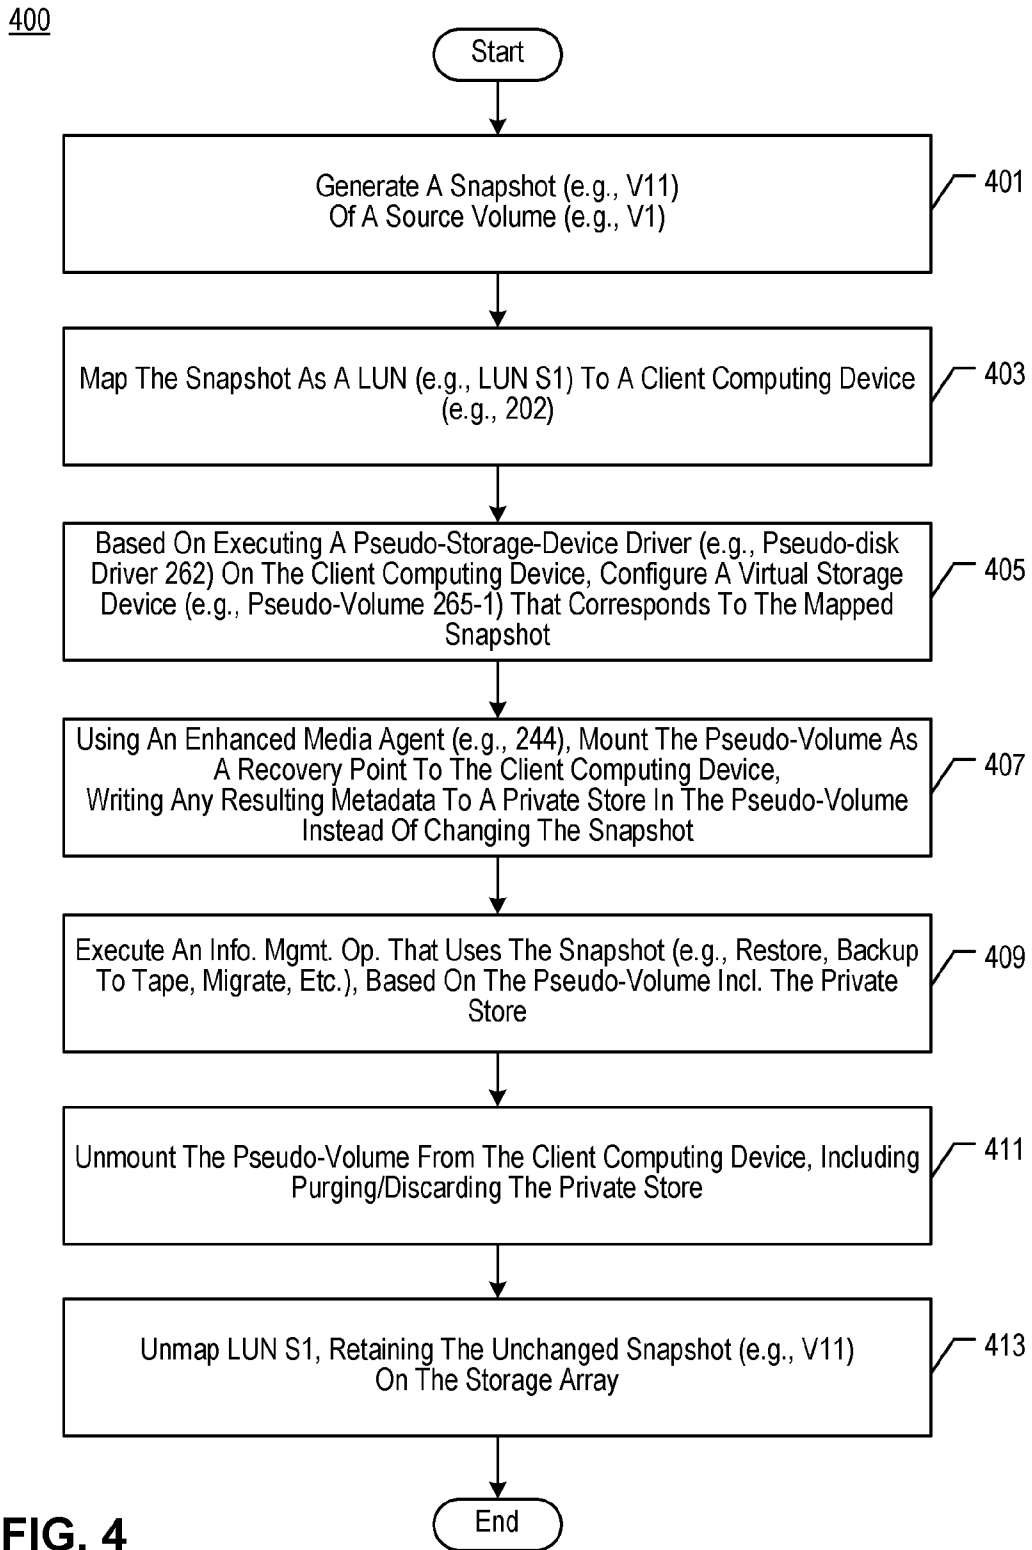 400
Start
Generate A Snapshot (e.g., V11)
Of A Source Volume (e.g., V1)
401
Map The Snapshot As A LUN (e.g., LUN S1) To A Client Computing Device
(e.g., 202)
403
Based On Executing A Pseudo-Storage-Device Driver (e.g., Pseudo-disk
Driver 262) On The Client Computing Device, Configure A Virtual Storage
Device (e.g., Pseudo-Volume 265-1) That Corresponds To The Mapped
Snapshot
405
Using An Enhanced Media Agent (e.g., 244), Mount The Pseudo-Volume As
A Recovery Point To The Client Computing Device,
Writing Any Resulting Metadata To A Private Store In The Pseudo-Volume
Instead Of Changing The Snapshot
407
Execute An Info. Mgmt. Op. That Uses The Snapshot (e.g., Restore, Backup
To Tape, Migrate, Etc.), Based On The Pseudo-Volume Incl. The Private
Store
409
Unmount The Pseudo-Volume From The Client Computing Device, Including
Purging/Discarding The Private Store
411
Unmap LUN S1, Retaining The Unchanged Snapshot (e.g., V11)
On The Storage Array
413
End
FIG. 4